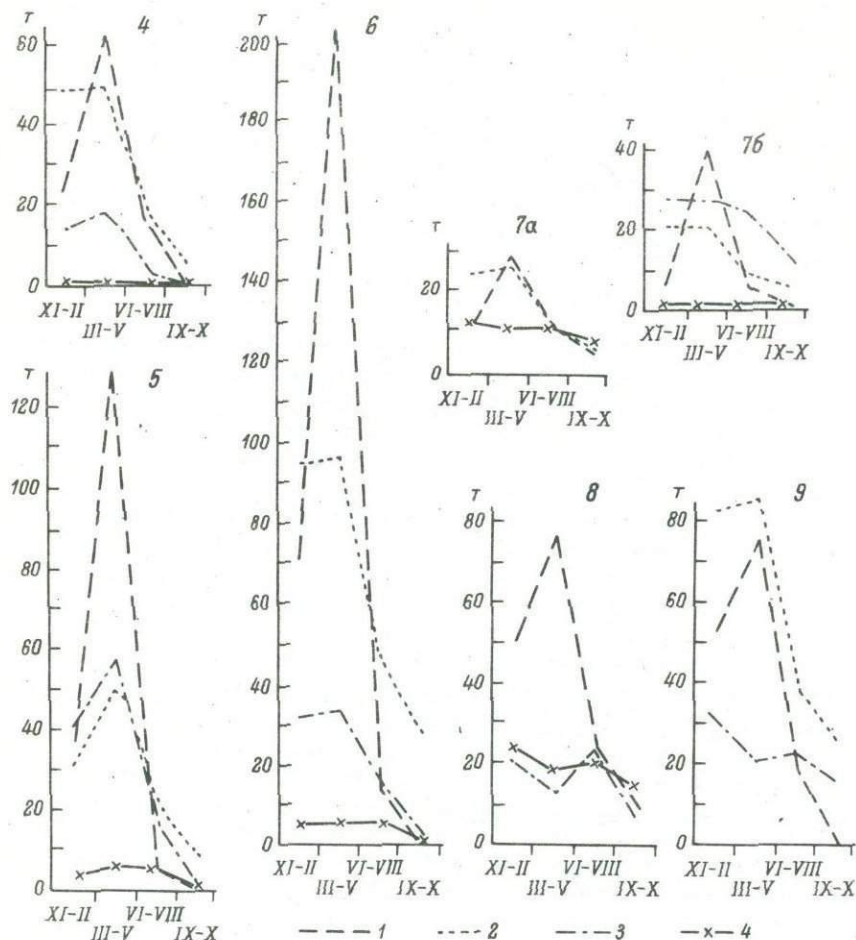 4
T
60
40
20
0
XI-II
VI-VIII
III-V
IX-X
5
T
120
100
80
60
40
20
0
XI-II
VI-VIII
III-V
IX-X
6
T
200
180
160
140
120
100
80
60
40
20
0
XI-II
VI-VIII
III-V
IX-X
7а
T
20
0
XI-II
VI-VIII
III-V
IX-X
7б
T
40
20
0
XI-II
VI-VIII
III-V
IX-X
8
T
80
60
40
20
0
XI-II
VI-VIII
III-V
IX-X
9
T
80
60
40
20
0
XI-II
VI-VIII
III-V
IX-X
1 2 3 4